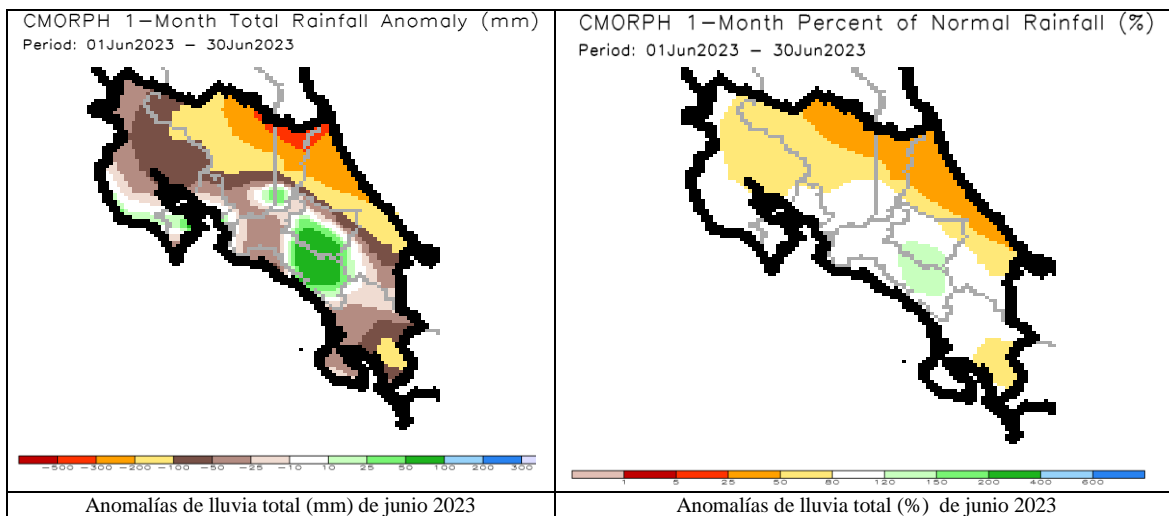 CMORPH 1-Month Total Rainfall Anomaly (mm)
Period: 01Jun2023 - 30Jun2023
-500 -300 -200 -100 -50 -25 -10 10 25 50 100 200 300
Anomalías de lluvia total (mm) de junio 2023
CMORPH 1-Month Percent of Normal Rainfall (%)
Period: 01Jun2023 - 30Jun2023
1 5 25 50 80 120 150 200 400 600
Anomalías de lluvia total (%) de junio 2023